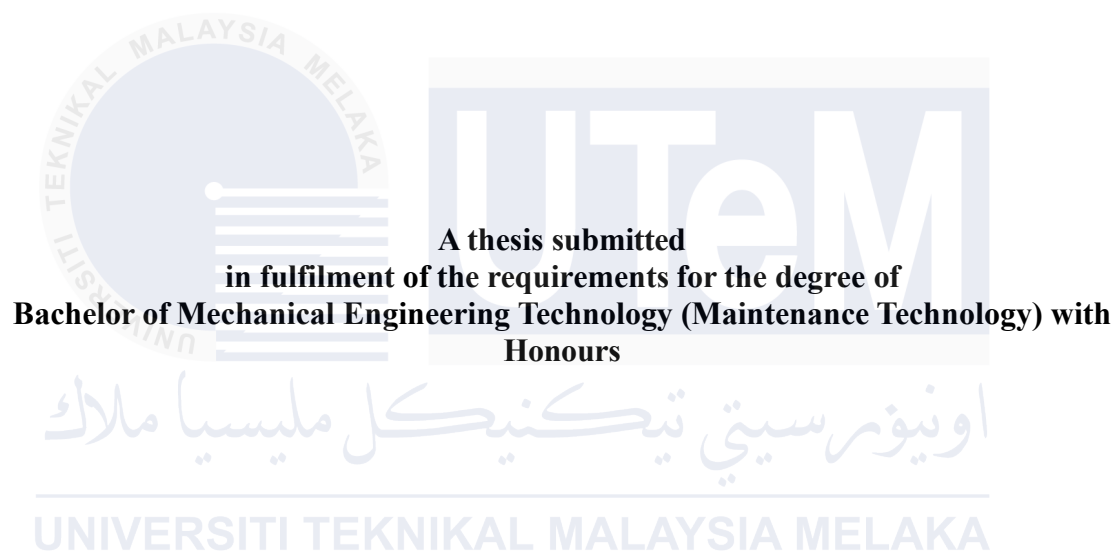 UNIVERSITI TEKNIKAL MALAYSIA MELAKA
UTeM
A thesis submitted
in fulfilment of the requirements for the degree of
Bachelor of Mechanical Engineering Technology (Maintenance Technology) with
Honours
اونيۏرسيتي تيكنيكل مليسيا ملاك
UNIVERSITI TEKNIKAL MALAYSIA MELAKA